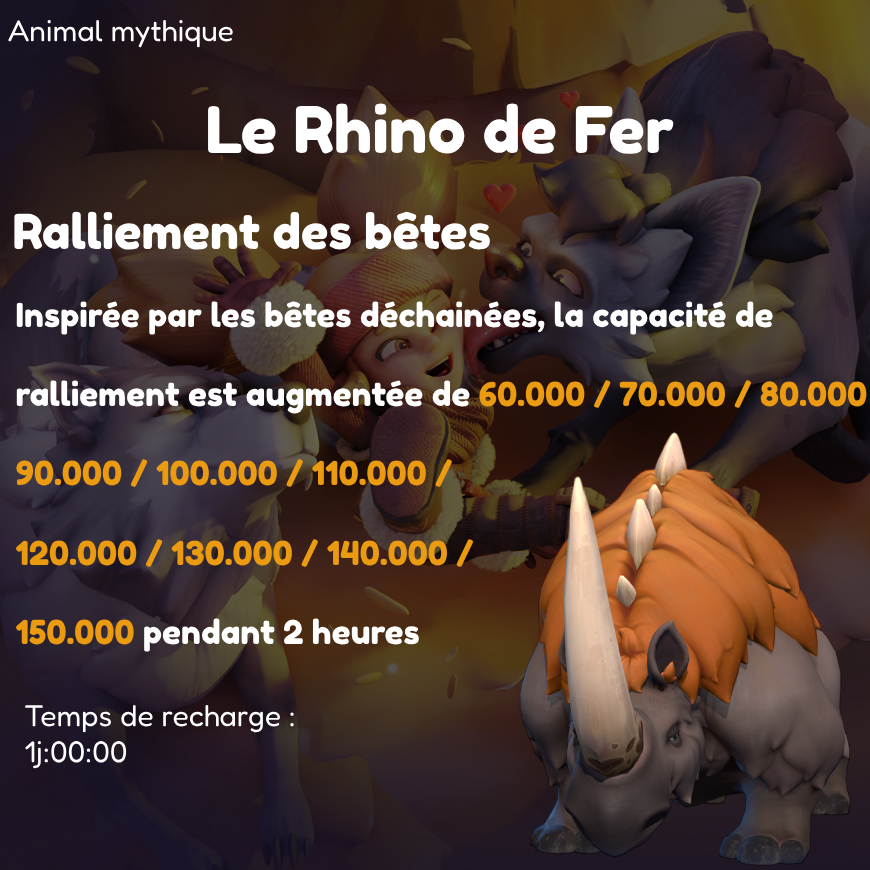 Animal mythique
Le Rhino de Fer
Ralliement des bêtes
Inspirée par les bêtes déchainées, la capacité de
ralliement est augmentée de 60.000 / 70.000 / 80.000
90.000 / 100.000 / 110.000 /
120.000 / 130.000 / 140.000 /
150.000 pendant 2 heures
Temps de recharge :
1j:00:00